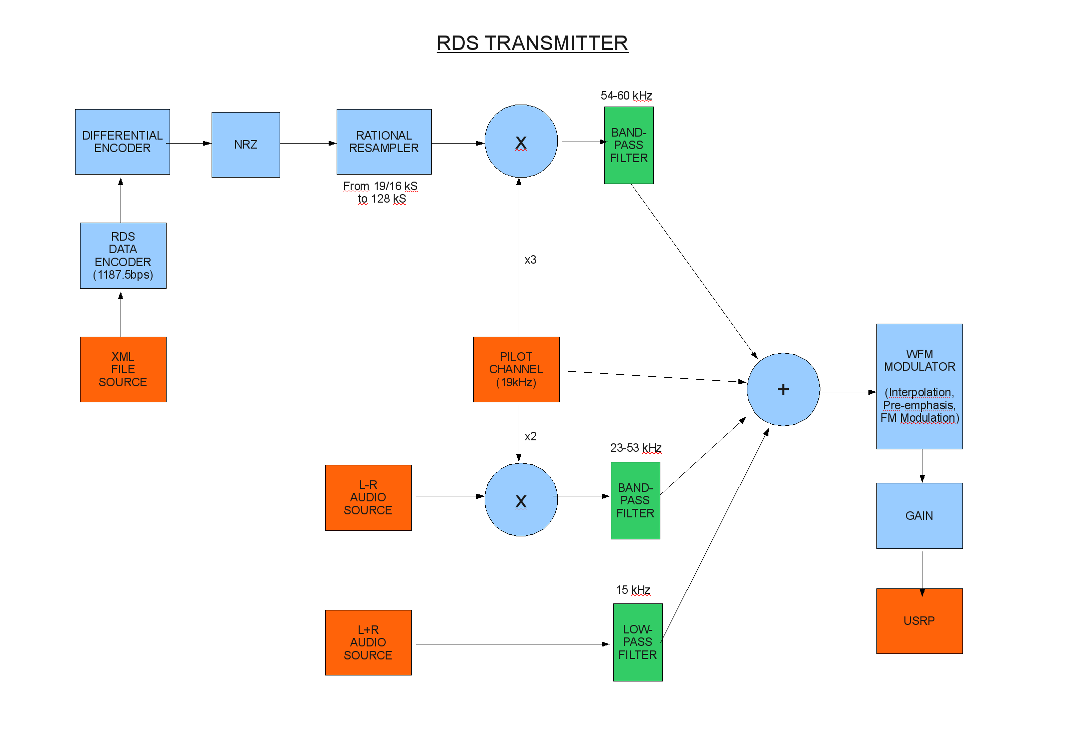 RDS TRANSMITTER
54-60 kHz
DIFFERENTIAL
ENCODER
NRZ
RATIONAL
RESAMPLER
X
BAND-
PASS
FILTER
From 19/16 kS
to 128 kS
RDS
DATA
ENCODER
(1187.5bps)
x3
XML
FILE
SOURCE
PILOT
CHANNEL
(19kHz)
+
WFM
MODULATOR
(Interpolation,
Pre-emphasis,
FM Modulation)
x2
23-53 kHz
L-R
AUDIO
SOURCE
X
BAND-
PASS
FILTER
GAIN
15 kHz
L+R
AUDIO
SOURCE
LOW-
PASS
FILTER
USRP